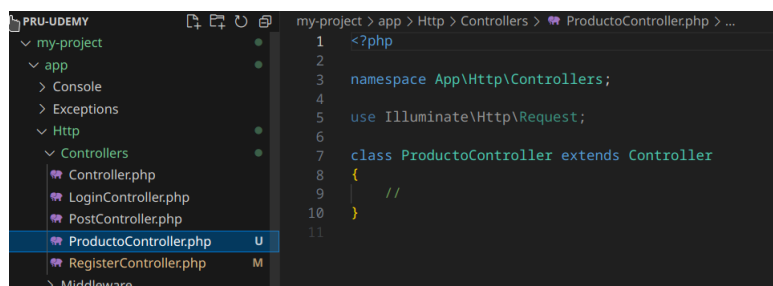 PRU-UDEMY
my-project
app
Console
Exceptions
Http
Controllers
Controller.php
LoginController.php
PostController.php
ProductoController.php U
RegisterController.php M
Middleware
my-project > app > Http > Controllers > ProductoController.php > ...
1 <?php
2
3 namespace App\Http\Controllers;
4
5 use Illuminate\Http\Request;
6
7 class ProductoController extends Controller
8 {
9 //
10 }
11